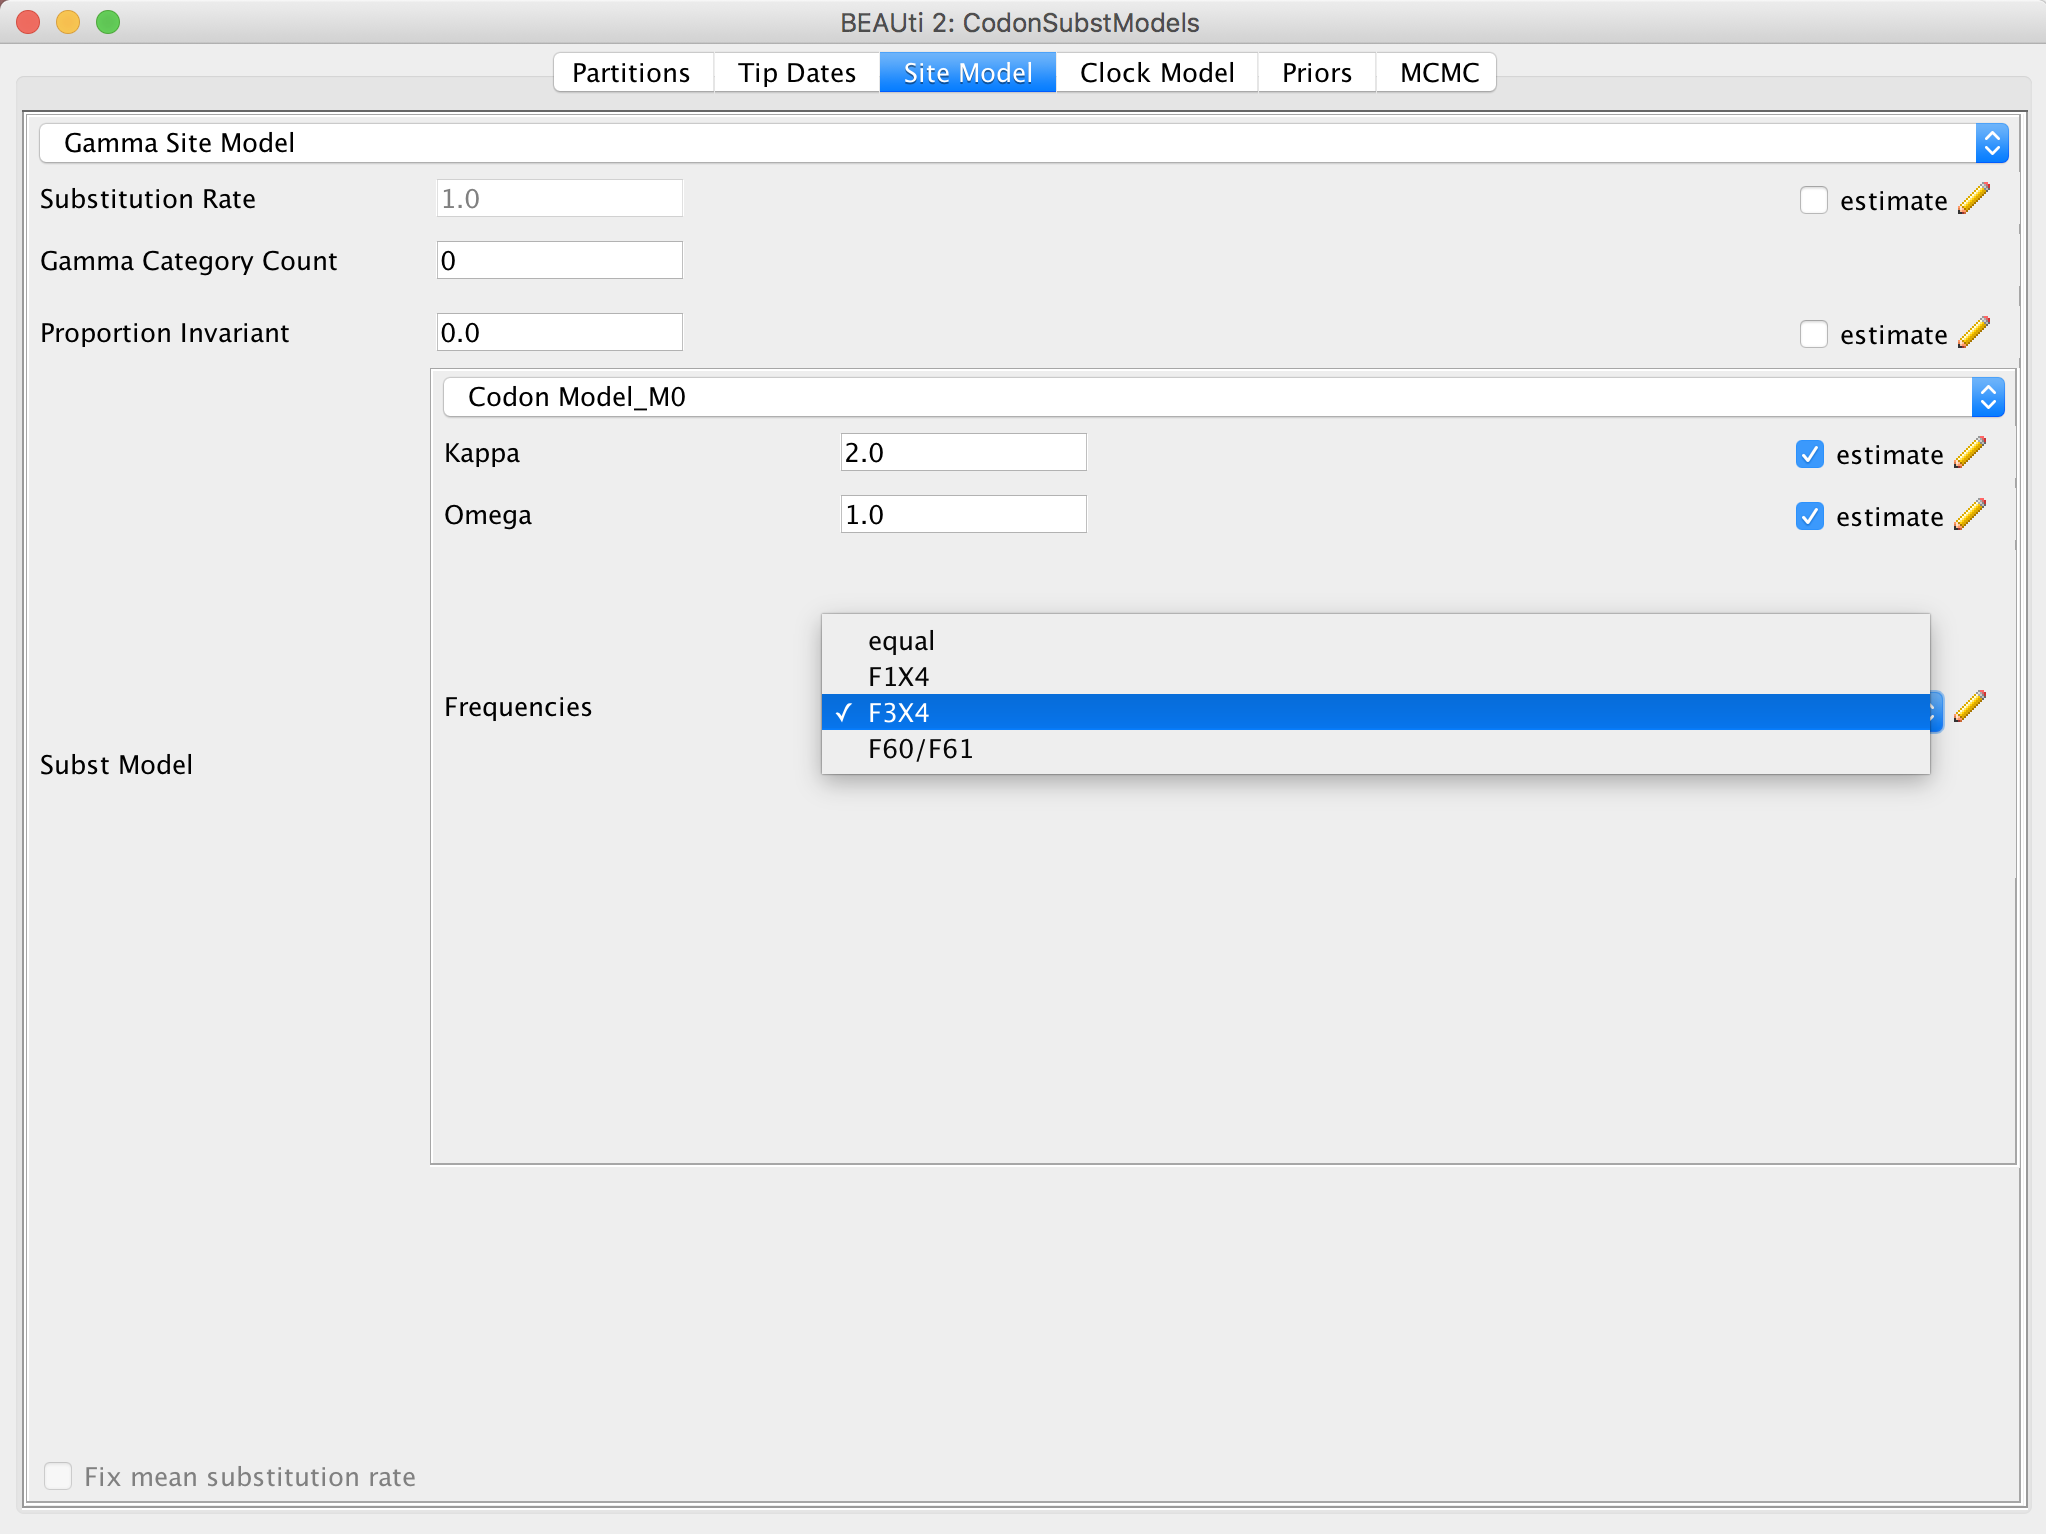 BEAUti 2: CodonSubstModels
Partitions Tip Dates Site Model Clock Model Priors MCMC
Gamma Site Model
Substitution Rate 1.0 estimate
Gamma Category Count 0
Proportion Invariant 0.0 estimate
Codon Model_M0
Kappa 2.0 estimate
Omega 1.0 estimate
equal
F1X4
Frequencies ✓ F3X4
F60/F61
Subst Model
Fix mean substitution rate